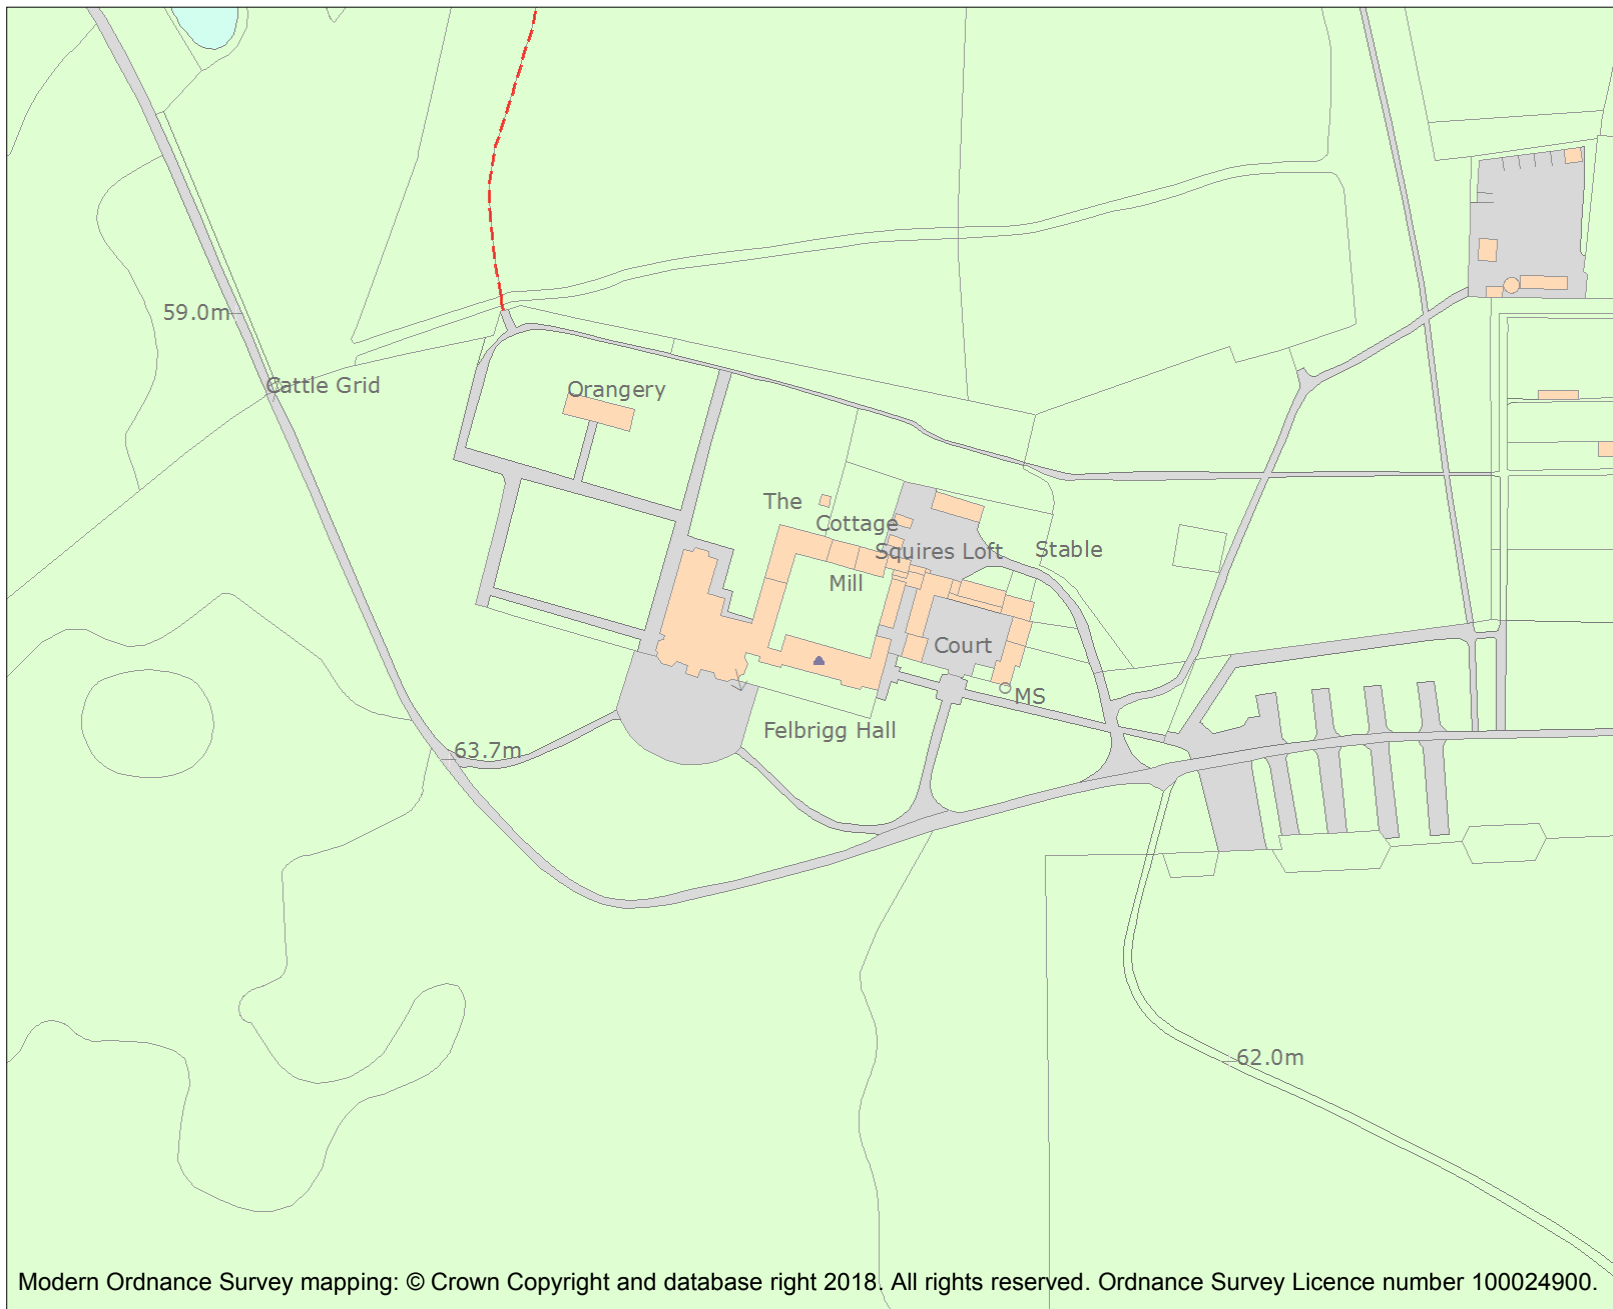 59.0m
Cattle Grid
Orangery
The
Cottage
Squires Loft
Stable
Mill
Court
MS
Felbrigg Hall
63.7m
62.0m
Modern Ordnance Survey mapping: © Crown Copyright and database right 2018. All rights reserved. Ordnance Survey Licence number 100024900.